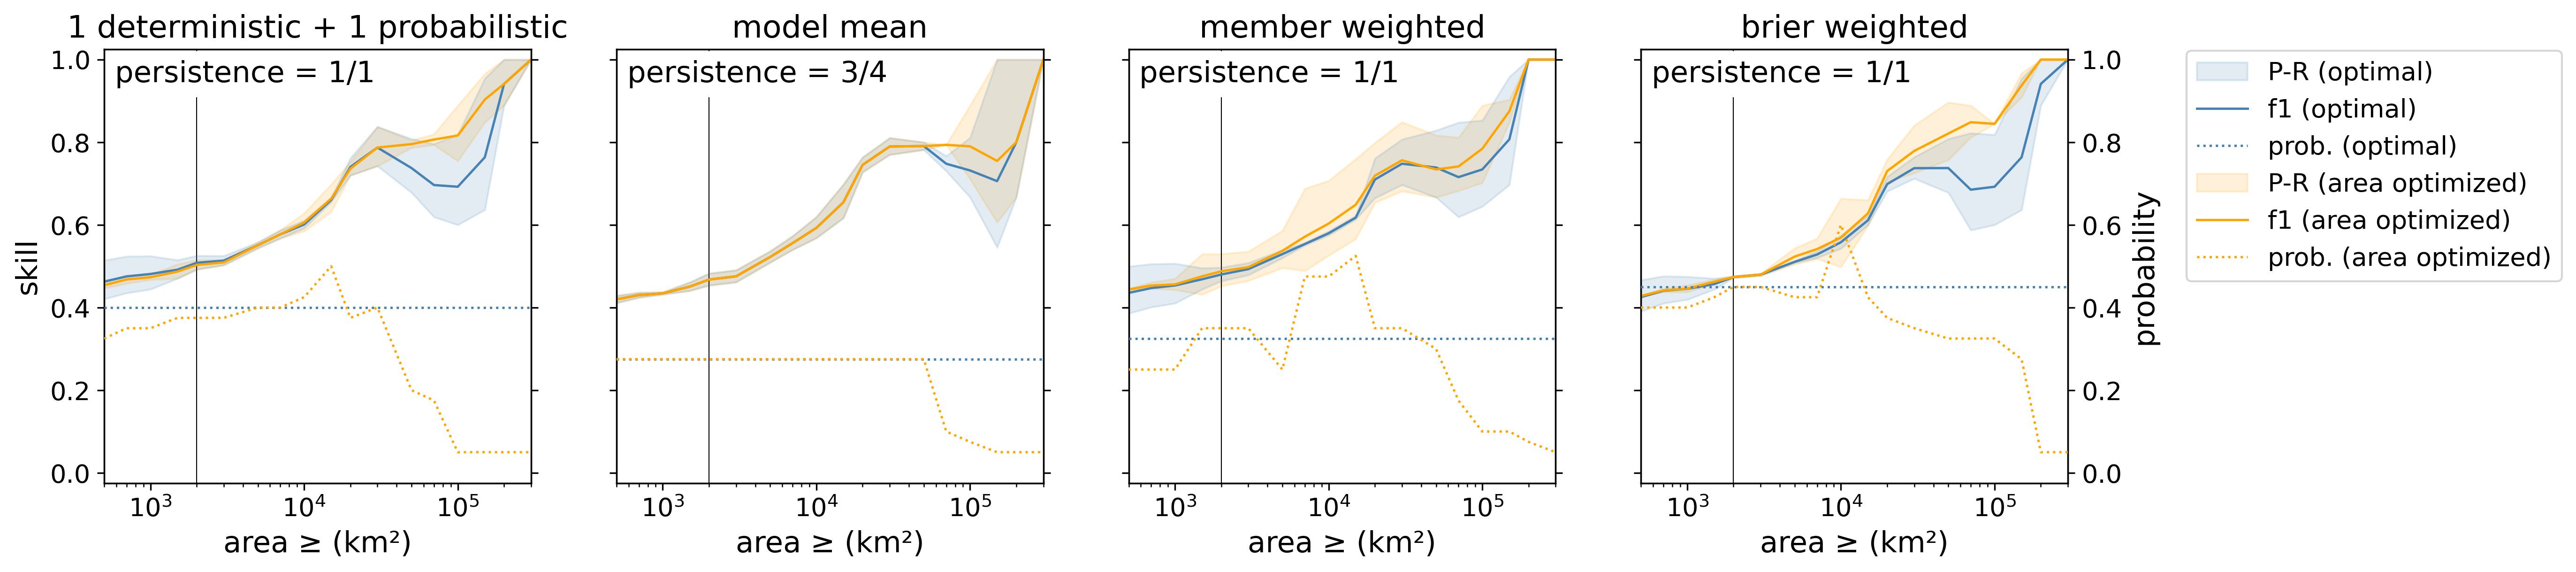 1 deterministic + 1 probabilistic
model mean
member weighted
brier weighted
persistence = 1/1
persistence = 3/4
persistence = 1/1
persistence = 1/1
skill
1.0
0.8
0.6
0.4
0.2
0.0
10³
10⁴
10⁵
area ≥ (km²)
10³
10⁴
10⁵
area ≥ (km²)
10³
10⁴
10⁵
area ≥ (km²)
10³
10⁴
10⁵
area ≥ (km²)
1.0
0.8
0.6
0.4
0.2
0.0
probability
P-R (optimal)
f1 (optimal)
prob. (optimal)
P-R (area optimized)
f1 (area optimized)
prob. (area optimized)